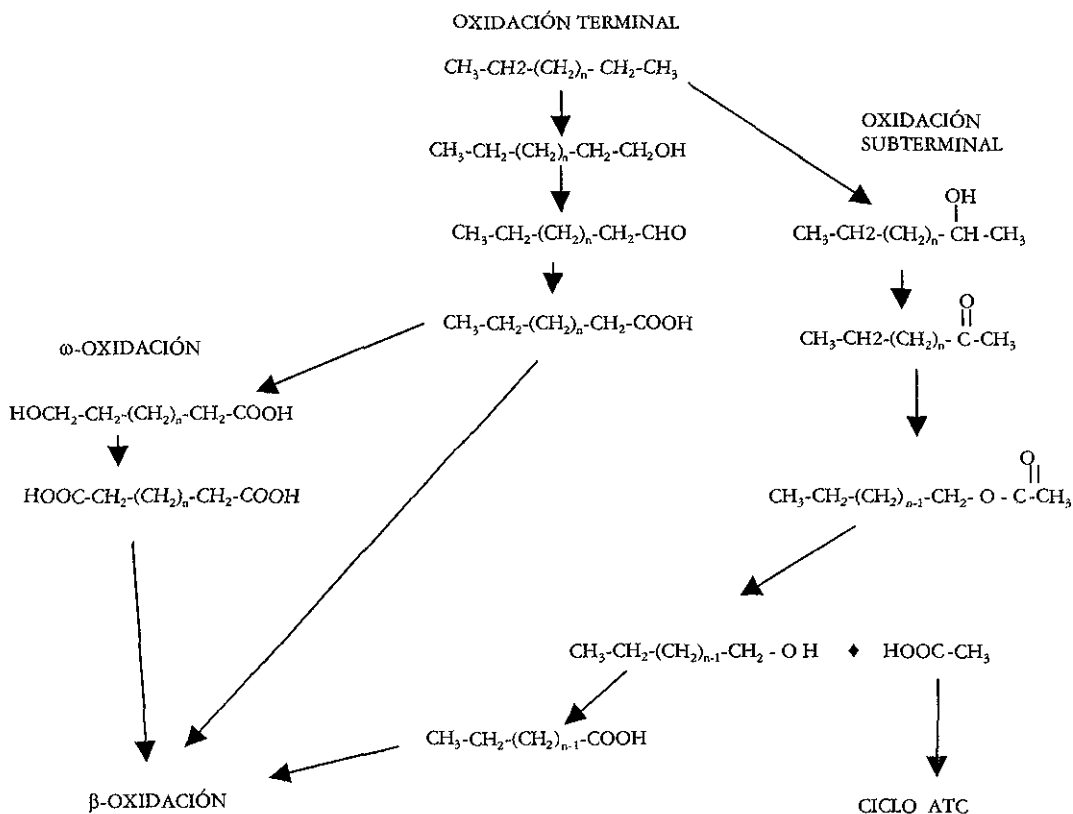 OXIDACIÓN TERMINAL
CH₃-CH2-(CH₂)ₙ- CH₂-CH₃
OXIDACIÓN
SUBTERMINAL
CH₃-CH₂-(CH₂)ₙ-CH₂-CH₂OH
OH
CH₃-CH₂-(CH₂)ₙ-CH₂-CHO
CH₃-CH2-(CH₂)ₙ- CH-CH₃
CH₃-CH₂-(CH₂)ₙ-CH₂-COOH
O
CH₃-CH2-(CH₂)ₙ- C-CH₃
ω-OXIDACIÓN
HOCH₂-CH₂-(CH₂)ₙ-CH₂-COOH
O
HOOC-CH₂-(CH₂)ₙ-CH₂-COOH
CH₃-CH₂-(CH₂)ₙ₋₁-CH₂- O - C-CH₃
CH₃-CH₂-(CH₂)ₙ₋₁-CH₂ - O H ♦ HOOC-CH₃
CH₃-CH₂-(CH₂)ₙ₋₁-COOH
β-OXIDACIÓN
CICLO ATC